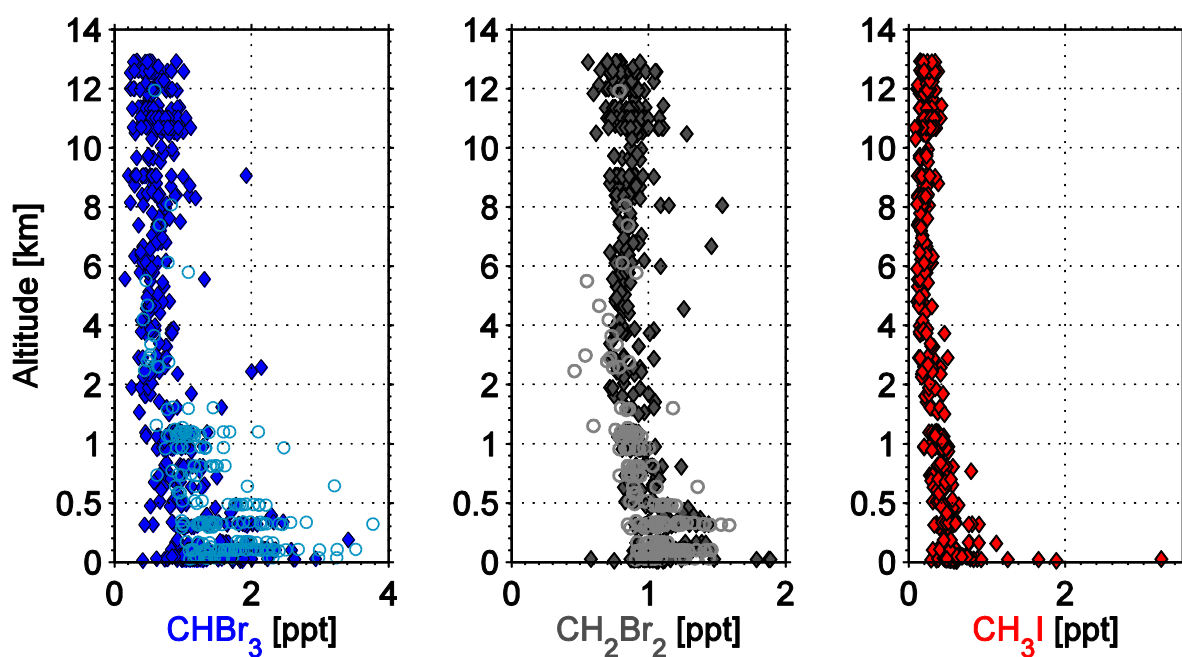 14 14 14
12 12 12
10 10 10
8 8 8
6 6 6
4 4 4
2 2 2
1 1 1
0.5 0.5 0.5
0 0 0
Altitude [km]
0 2 4 0 1 2 0 2
CHBr₃ [ppt] CH₂Br₂ [ppt] CH₃I [ppt]